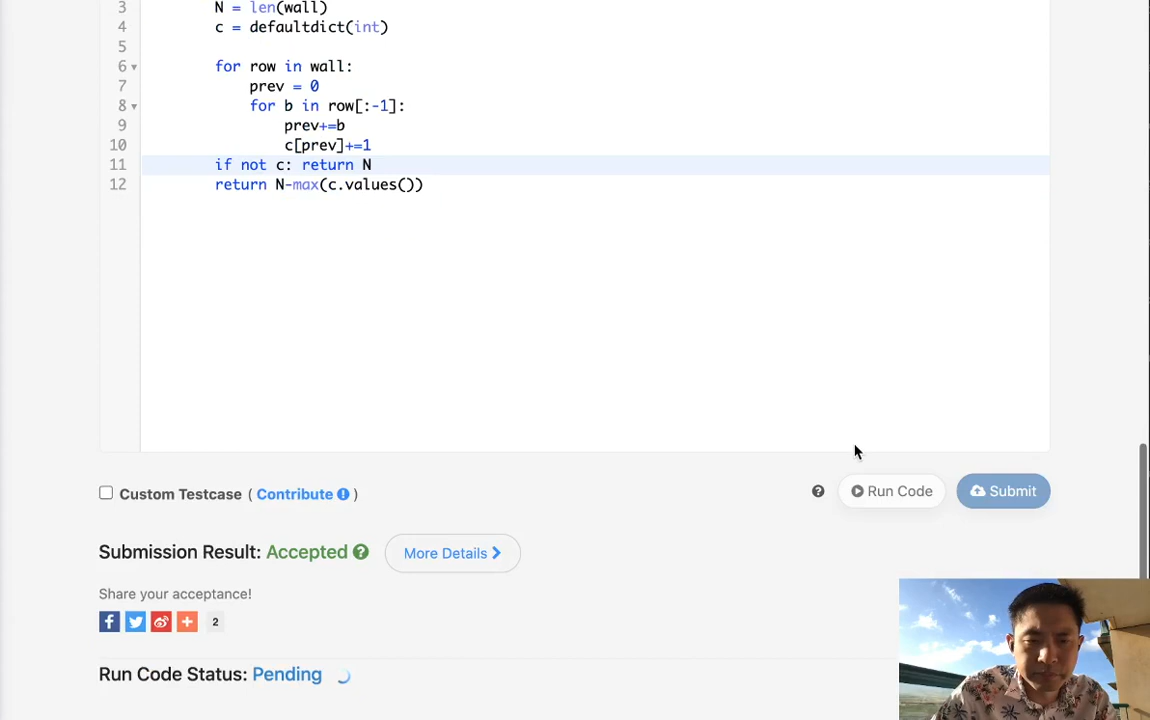 3 N = len(wall)
4 c = defaultdict(int)
5
6 for row in wall:
7 prev = 0
8 for b in row[:-1]:
9 prev+=b
10 c[prev]+=1
11 if not c: return N
12 return N-max(c.values())
Custom Testcase ( Contribute ) ? Run Code Submit
Submission Result: Accepted ? More Details
Share your acceptance!
f + 2
Run Code Status: Pending